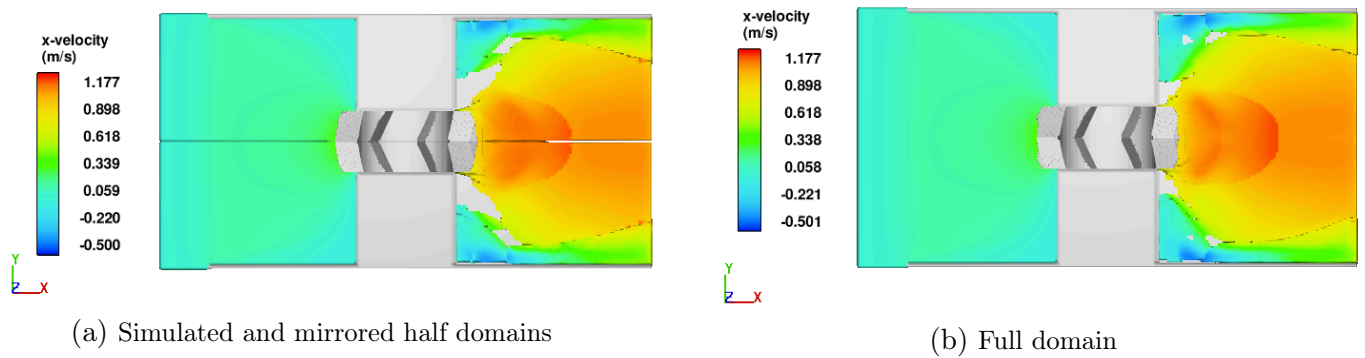 x-velocity
(m/s)
1.177
0.898
0.618
0.339
0.059
-0.220
-0.500
Y
Z X
x-velocity
(m/s)
1.177
0.898
0.618
0.338
0.058
-0.221
-0.501
Y
Z X
(a) Simulated and mirrored half domains
(b) Full domain